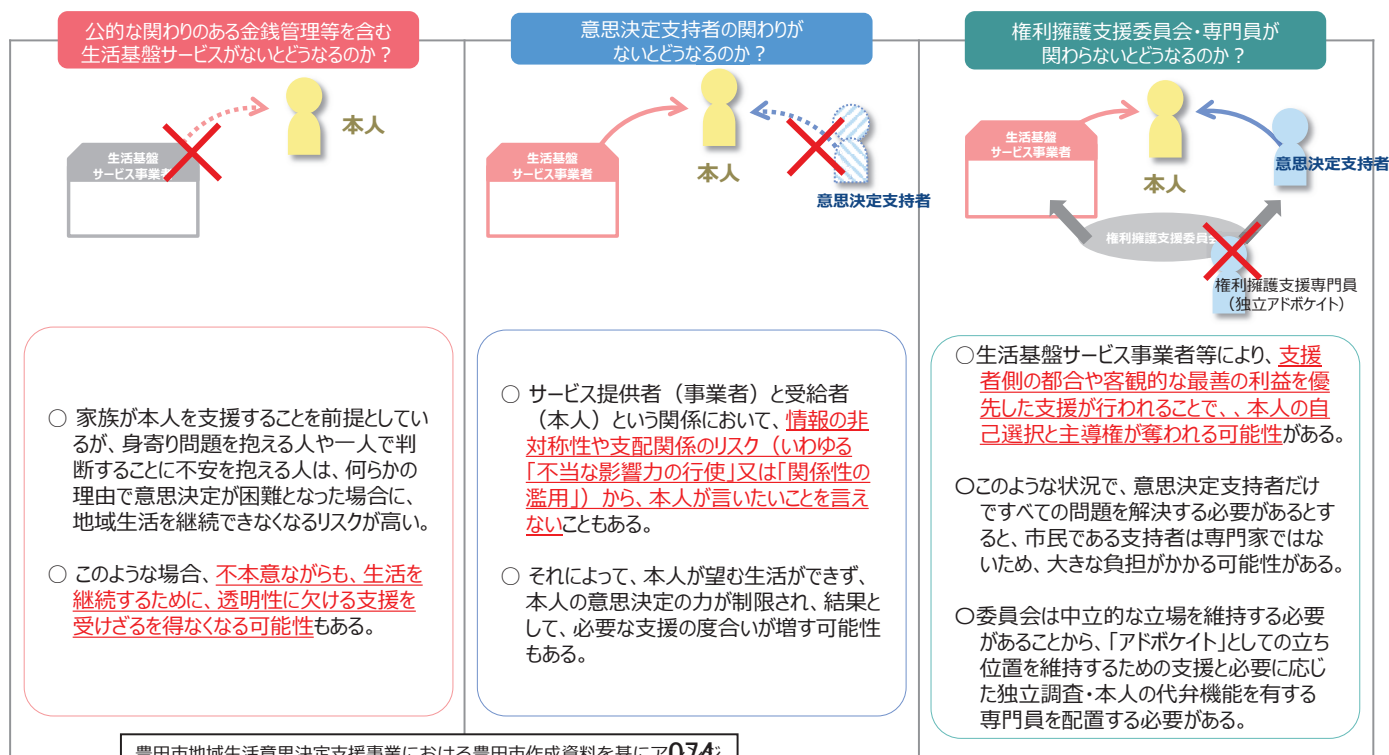 公的な関わりのある金銭管理等を含む
生活基盤サービスがないとどうなるのか？
本人
生活基盤
サービス事業者
○ 家族が本人を支援することを前提としてい
るが、身寄り問題を抱える人や一人で判
断することに不安を抱える人は、何らかの
理由で意思決定が困難となった場合に、
地域生活を継続できなくなるリスクが高い。
○ このような場合、不本意ながらも、生活を
継続するために、透明性に欠ける支援を
受けざるを得なくなる可能性もある。
意思決定支持者の関わりが
ないとどうなるのか？
生活基盤
サービス事業者
本人
意思決定支持者
○ サービス提供者（事業者）と受給者
（本人）という関係において、情報の非
対称性や支配関係のリスク（いわゆる
「不当な影響力の行使」又は「関係性の
濫用」）から、本人が言いたいことを言え
ないこともある。
○ それによって、本人が望む生活ができず、
本人の意思決定の力が制限され、結果と
して、必要な支援の度合いが増す可能性
もある。
権利擁護支援委員会・専門員が
関わらないとどうなるのか？
生活基盤
サービス事業者
本人
意思決定支持者
権利擁護支援委員会
権利擁護支援専門員
（独立アドボケイト）
○生活基盤サービス事業者等により、支援
者側の都合や客観的な最善の利益を優
先した支援が行われることで、、本人の自
己選択と主導権が奪われる可能性がある。
○このような状況で、意思決定支持者だけ
ですべての問題を解決する必要があるとす
ると、市民である支持者は専門家ではな
いため、大きな負担がかかる可能性がある。
○委員会は中立的な立場を維持する必要
があることから、「アドボケイト」としての立ち
位置を維持するための支援と必要に応じ
た独立調査・本人の代弁機能を有する
専門員を配置する必要がある。
豊田市地域生活意思決定支援事業における豊田市作成資料を基にア
074